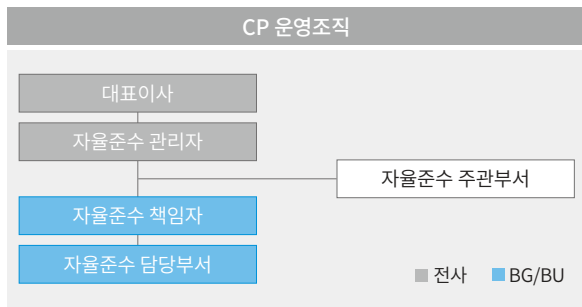 CP 운영조직
대표이사
자율준수 관리자
자율준수 주관부서
자율준수 책임자
자율준수 담당부서
전사 BG/BU